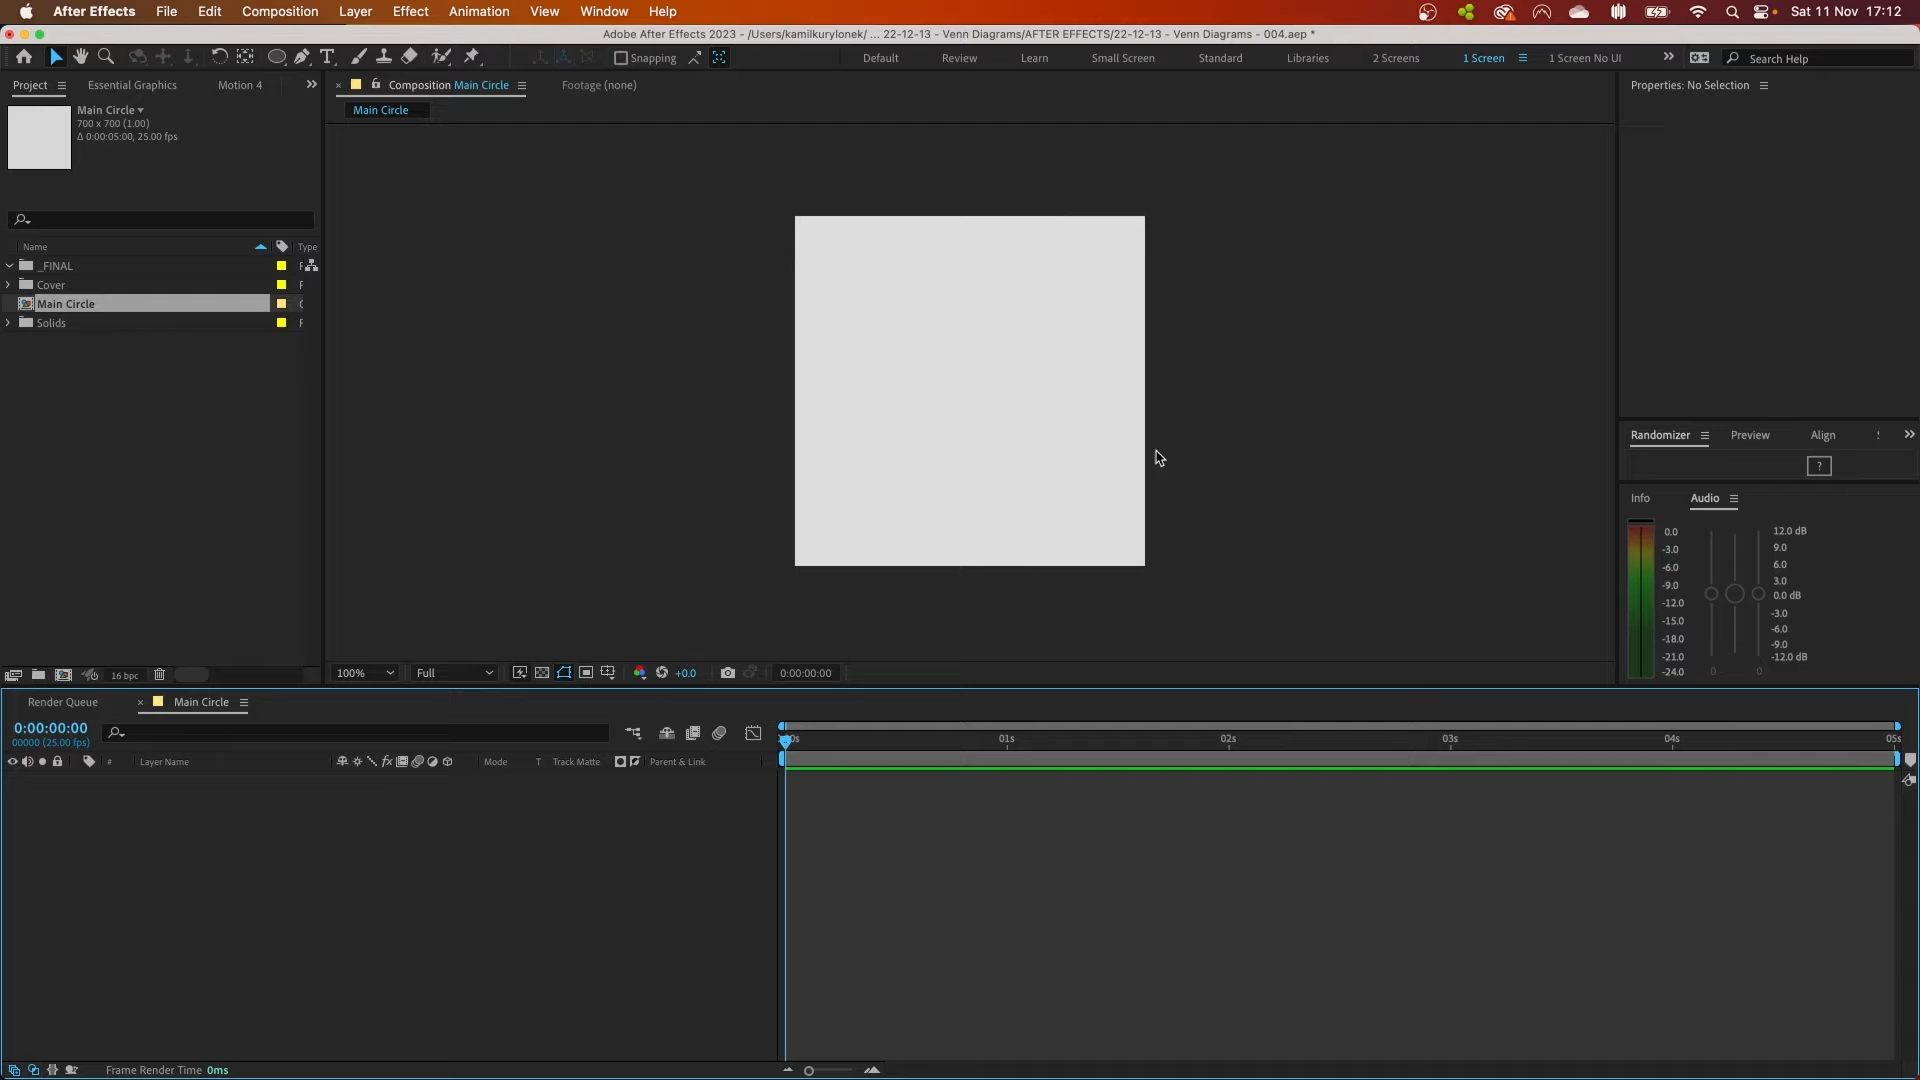 After Effects File Edit Composition Layer Effect Animation View Window Help Sat 11 Nov 17:12
Adobe After Effects 2023 - /Users/kamilkurylonek/ ... 22-12-13 - Venn Diagrams/AFTER EFFECTS/22-12-13 - Venn Diagrams - 004.aep *
Snapping Default Review Learn Small Screen Standard Libraries 2 Screens 1 Screen 1 Screen No UI Search Help
Project Essential Graphics Motion 4 Composition Main Circle Footage (none) Properties: No Selection
Main Circle
700 x 700 (1.00)
Δ 0:00:05:00, 25.00 fps
Main Circle
Name Type
_FINAL F
Cover F
Main Circle C
Solids F
Randomizer Preview Align
?
Info Audio
0.0
-3.0
-6.0
-9.0
-12.0
-15.0
-18.0
-21.0
-24.0
12.0 dB
9.0
6.0
3.0
0.0 dB
-3.0
-6.0
-9.0
-12.0 dB
0 0
16 bpc 100% Full +0.0 0:00:00:00
Render Queue Main Circle
0:00:00:00
00000 (25.00 fps)
01s 02s 03s 04s 05s
# Layer Name fx Mode T Track Matte Parent & Link
Frame Render Time 0ms